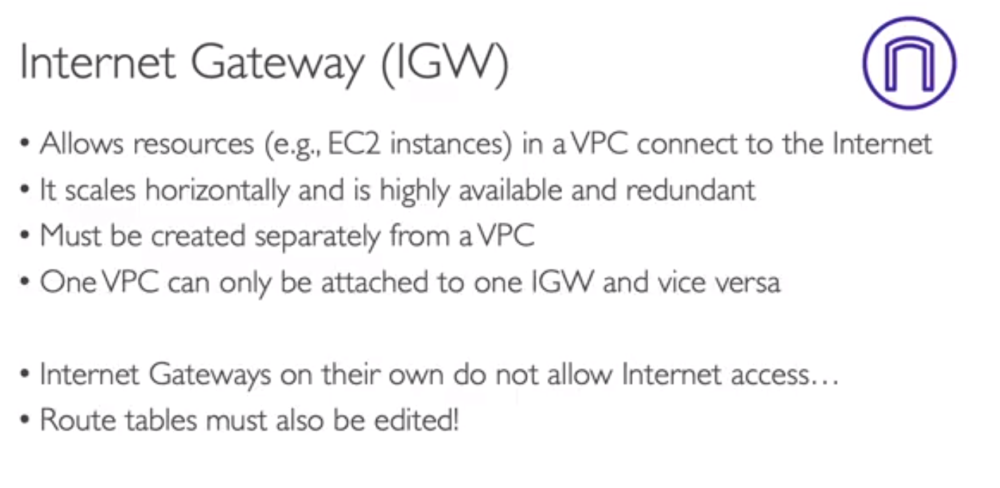 Internet Gateway (IGW)
• Allows resources (e.g., EC2 instances) in a VPC connect to the Internet
• It scales horizontally and is highly available and redundant
• Must be created separately from a VPC
• One VPC can only be attached to one IGW and vice versa
• Internet Gateways on their own do not allow Internet access…
• Route tables must also be edited!